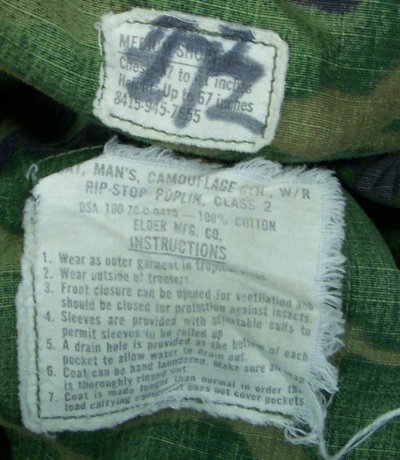 MEDIUM SHORT
Chest: 37 to 41 inches
Height: Up to 67 inches
8415-945-7
MAN'S, CAMOUFLAGE W/R
RIP-STOP POPLIN, CLASS 2
DSA 100-70-C-0475 — 100% COTTON
ELDER MFG. CO.
INSTRUCTIONS
1. Wear as outer garment in tropical
2. Wear outside of trousers.
3. Front closure can be opened for ventilation and
should be closed for protection against insects.
4. Sleeves are provided with adjustable cuffs to
permit sleeves to be rolled up.
5. A drain hole is provided at the bottom of each
pocket to allow water to drain out.
6. Coat can be hand laundered. Make sure all soap
is thoroughly rinsed out.
7. Coat is made longer than normal in order the
load carrying equipment does not cover pockets